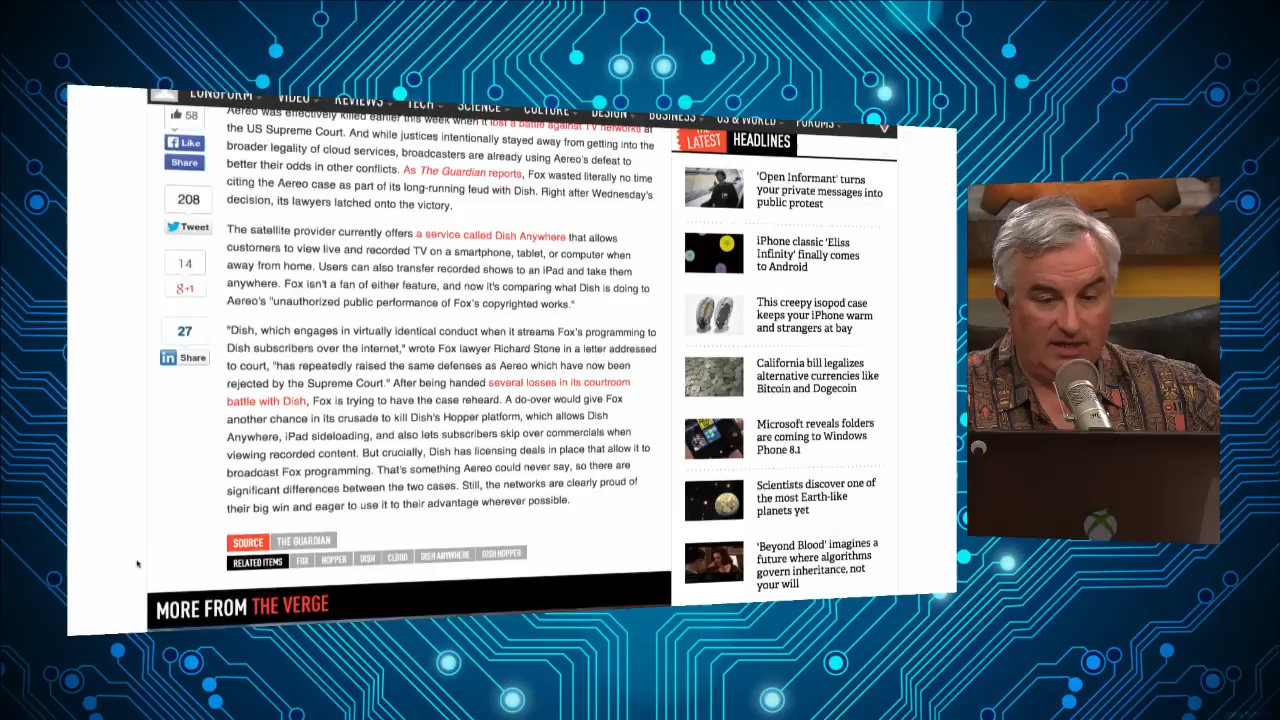 LONGFORM VIDEO REVIEWS TECH SCIENCE CULTURE DESIGN BUSINESS US & WORLD FORUMS
58
Like
Share
208
Tweet
14
g+1
27
in Share
Aereo was effectively killed earlier this week when it lost a battle against TV networks at
the US Supreme Court. And while justices intentionally stayed away from getting into the
broader legality of cloud services, broadcasters are already using Aereo's defeat to
better their odds in other conflicts. As The Guardian reports, Fox wasted literally no time
citing the Aereo case as part of its long-running feud with Dish. Right after Wednesday's
decision, its lawyers latched onto the victory.
The satellite provider currently offers a service called Dish Anywhere that allows
customers to view live and recorded TV on a smartphone, tablet, or computer when
away from home. Users can also transfer recorded shows to an iPad and take them
anywhere. Fox isn't a fan of either feature, and now it's comparing what Dish is doing to
Aereo's "unauthorized public performance of Fox's copyrighted works."
"Dish, which engages in virtually identical conduct when it streams Fox's programming to
Dish subscribers over the Internet," wrote Fox lawyer Richard Stone in a letter addressed
to court, "has repeatedly raised the same defenses as Aereo which have now been
rejected by the Supreme Court." After being handed several losses in its courtroom
battle with Dish, Fox is trying to have the case reheard. A do-over would give Fox
another chance in its crusade to kill Dish's Hopper platform, which allows Dish
Anywhere, iPad sideloading, and also lets subscribers skip over commercials when
viewing recorded content. But crucially, Dish has licensing deals in place that allow it to
broadcast Fox programming. That's something Aereo could never say, so there are
significant differences between the two cases. Still, the networks are clearly proud of
their big win and eager to use it to their advantage wherever possible.
SOURCE THE GUARDIAN
RELATED ITEMS FOX HOPPER DISH CLOUD DISH ANYWHERE DISH HOPPER
MORE FROM THE VERGE
THE
LATEST HEADLINES
'Open Informant' turns
your private messages into
public protest
iPhone classic 'Eliss
Infinity' finally comes
to Android
This creepy isopod case
keeps your iPhone warm
and strangers at bay
California bill legalizes
alternative currencies like
Bitcoin and Dogecoin
Microsoft reveals folders
are coming to Windows
Phone 8.1
Scientists discover one of
the most Earth-like
planets yet
'Beyond Blood' imagines a
future where algorithms
govern inheritance, not
your will